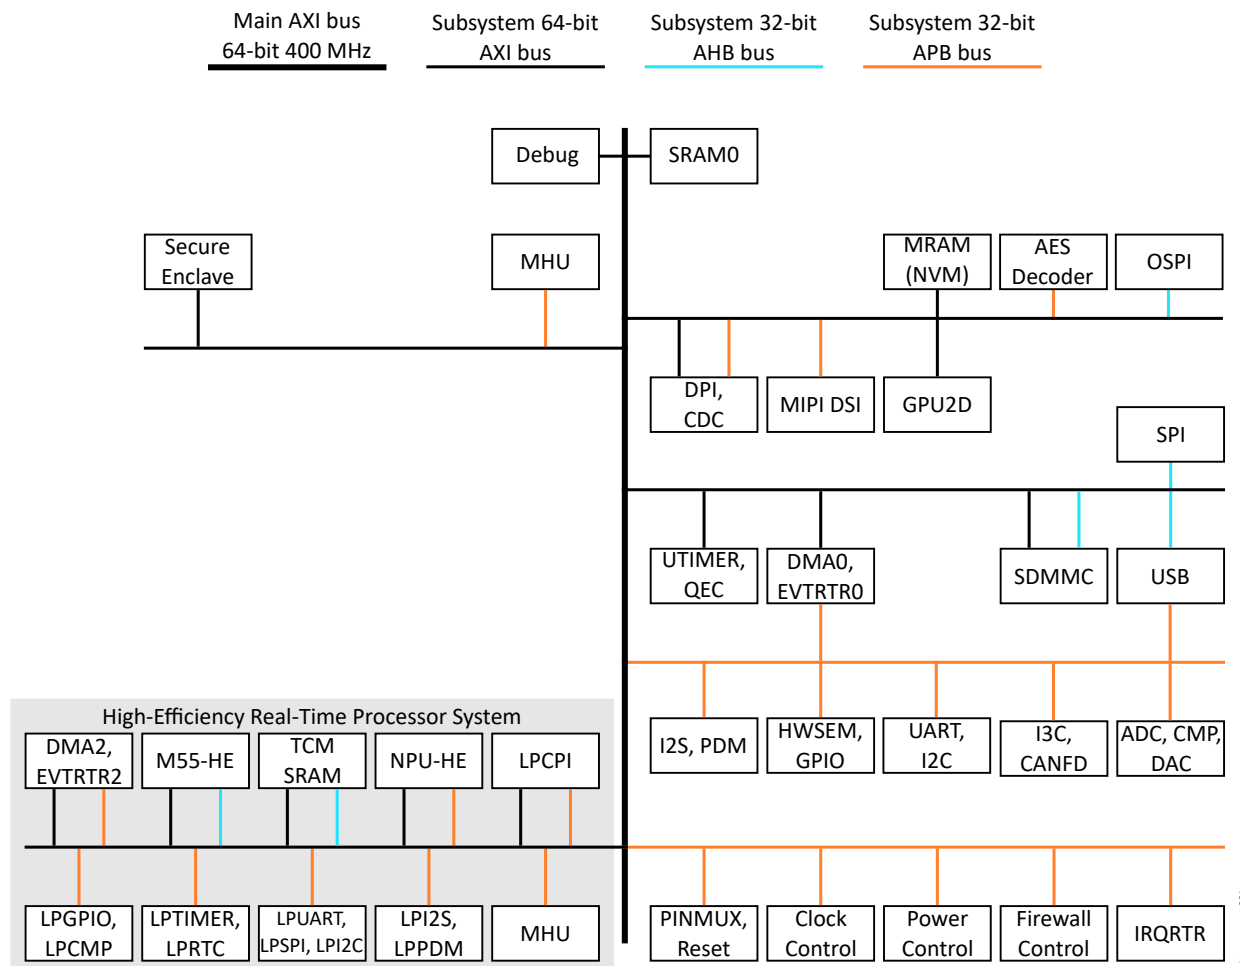 Main AXI bus
64-bit 400 MHz
Subsystem 64-bit
AXI bus
Subsystem 32-bit
AHB bus
Subsystem 32-bit
APB bus
Debug
SRAM0
Secure
Enclave
MHU
MRAM
(NVM)
AES
Decoder
OSPI
DPI,
CDC
MIPI DSI
GPU2D
SPI
UTIMER,
QEC
DMA0,
EVTRTR0
SDMMC
USB
I2S, PDM
HWSEM,
GPIO
UART,
I2C
I3C,
CANFD
ADC, CMP,
DAC
High-Efficiency Real-Time Processor System
DMA2,
EVTRTR2
M55-HE
TCM
SRAM
NPU-HE
LPCPI
LPGPIO,
LPCMP
LPTIMER,
LPRTC
LPUART,
LPSPI, LPI2C
LPI2S,
LPPDM
MHU
PINMUX,
Reset
Clock
Control
Power
Control
Firewall
Control
IRQRTR